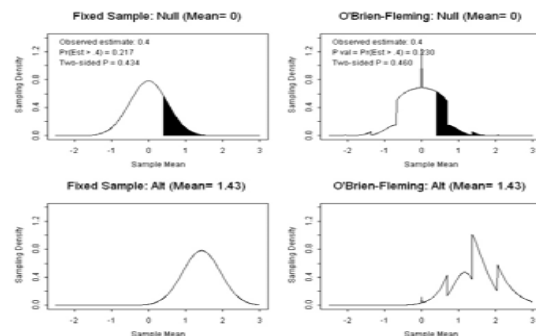 Fixed Sample: Null (Mean= 0)
Observed estimate: 0.4
Pr(Est > .4) = 0.217
Two-sided P = 0.434
Sampling Density
0.0 0.4 0.8 1.2
-2 -1 0 1 2 3
Sample Mean
O'Brien-Fleming: Null (Mean= 0)
Observed estimate: 0.4
P val = Pr(Est > .4) = 0.230
Two-sided P = 0.460
Sampling Density
0.0 0.4 0.8 1.2
-2 -1 0 1 2 3
Sample Mean
Fixed Sample: Alt (Mean= 1.43)
Sampling Density
0.0 0.4 0.8 1.2
-2 -1 0 1 2 3
Sample Mean
O'Brien-Fleming: Alt (Mean= 1.43)
Sampling Density
0.0 0.4 0.8 1.2
-2 -1 0 1 2 3
Sample Mean